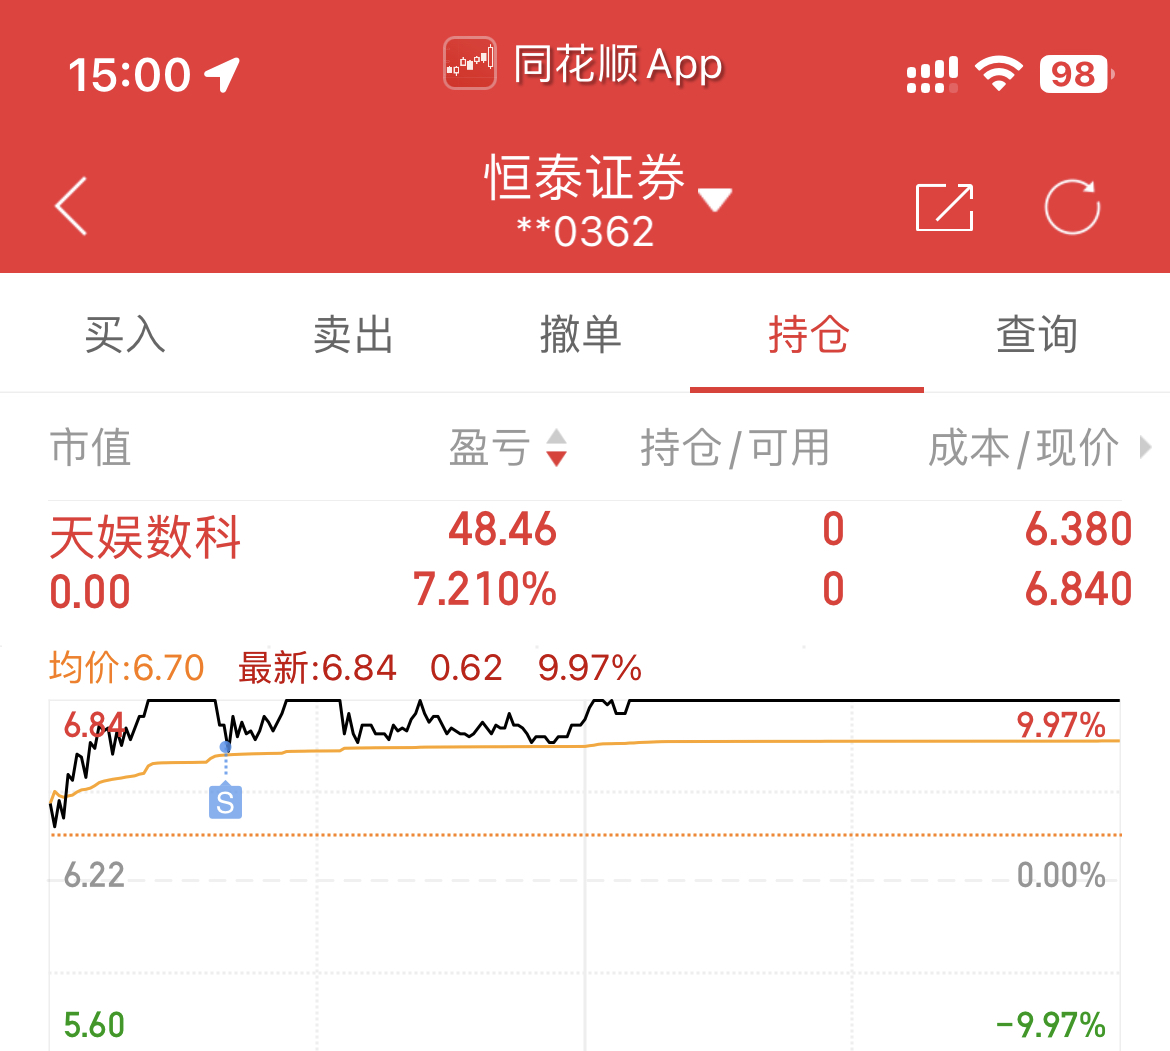 15:00 同花顺App 98
恒泰证券
**0362
买入 卖出 撤单 持仓 查询
市值 盈亏 持仓/可用 成本/现价
天娱数科 48.46 0 6.380
0.00 7.210% 0 6.840
均价:6.70 最新:6.84 0.62 9.97%
6.84 9.97%
S
6.22 0.00%
5.60 -9.97%